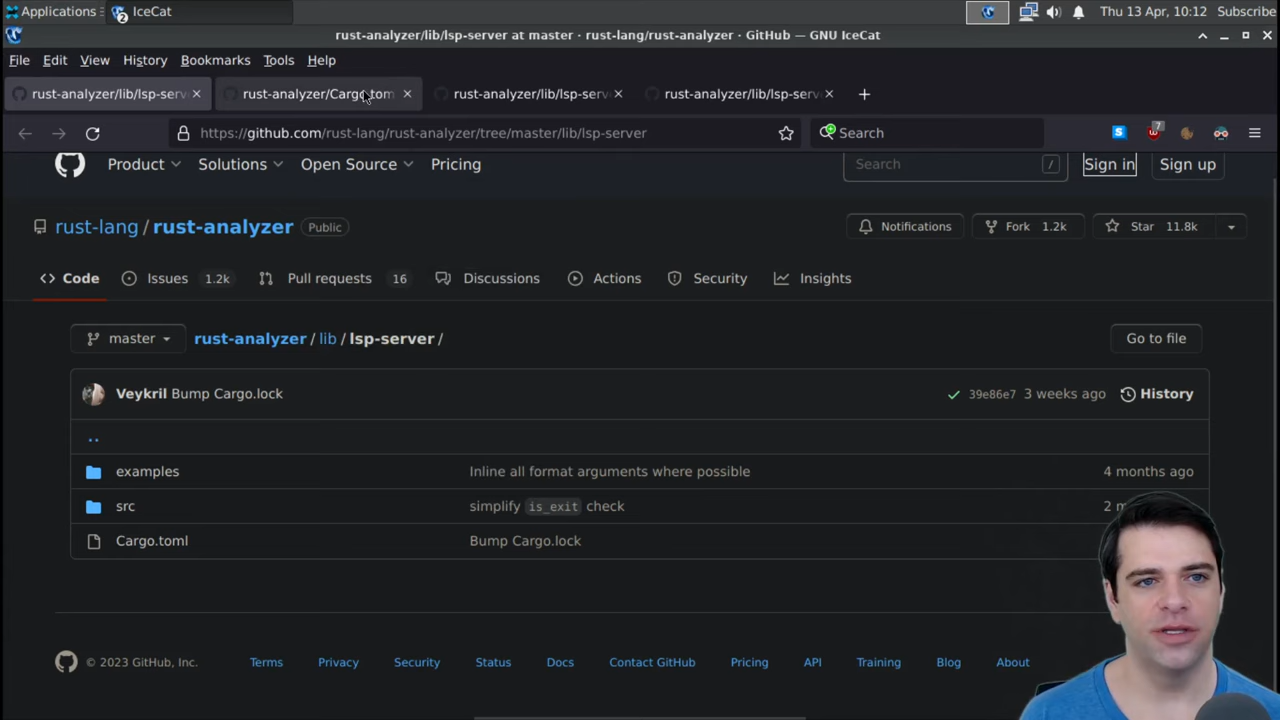 Applications
2 IceCat
Thu 13 Apr, 10:12 Subscribe
rust-analyzer/lib/lsp-server at master · rust-lang/rust-analyzer · GitHub — GNU IceCat
File Edit View History Bookmarks Tools Help
rust-analyzer/lib/lsp-serv
rust-analyzer/Cargo.tom
rust-analyzer/lib/lsp-serv
rust-analyzer/lib/lsp-serv
https://github.com/rust-lang/rust-analyzer/tree/master/lib/lsp-server
Search
S
7
Product Solutions Open Source Pricing
Search /
Sign in Sign up
rust-lang / rust-analyzer Public
Notifications Fork 1.2k Star 11.8k
<> Code Issues 1.2k Pull requests 16 Discussions Actions Security Insights
master rust-analyzer / lib / lsp-server / Go to file
Veykril Bump Cargo.lock 39e86e7 3 weeks ago History
..
examples Inline all format arguments where possible 4 months ago
src simplify is_exit check 2 m
Cargo.toml Bump Cargo.lock
© 2023 GitHub, Inc. Terms Privacy Security Status Docs Contact GitHub Pricing API Training Blog About